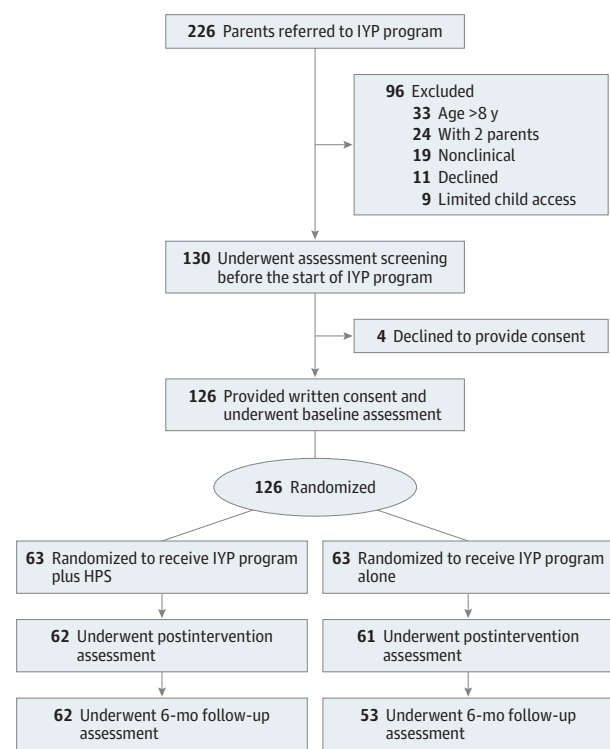 226 Parents referred to IYP program
96 Excluded
33 Age >8 y
24 With 2 parents
19 Nonclinical
11 Declined
9 Limited child access
130 Underwent assessment screening
before the start of IYP program
4 Declined to provide consent
126 Provided written consent and
underwent baseline assessment
126 Randomized
63 Randomized to receive IYP program
plus HPS
63 Randomized to receive IYP program
alone
62 Underwent postintervention
assessment
61 Underwent postintervention
assessment
62 Underwent 6-mo follow-up
assessment
53 Underwent 6-mo follow-up
assessment